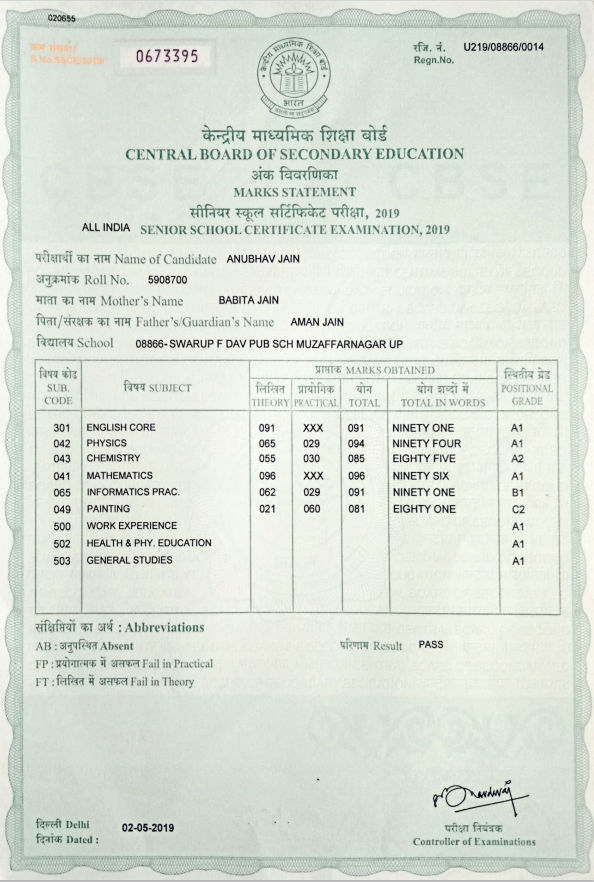 020655
क्रम संख्या/
S.No.SSCE/2019/
0673395
रजि. नं. U219/08866/0014
Regn.No.
केन्द्रीय माध्यमिक शिक्षा बोर्ड
भारत
केन्द्रीय माध्यमिक शिक्षा बोर्ड
CENTRAL BOARD OF SECONDARY EDUCATION
अंक विवरणिका
MARKS STATEMENT
सीनियर स्कूल सर्टिफिकेट परीक्षा, 2019
ALL INDIA SENIOR SCHOOL CERTIFICATE EXAMINATION, 2019
परीक्षार्थी का नाम Name of Candidate ANUBHAV JAIN
अनुक्रमांक Roll No. 5908700
माता का नाम Mother's Name BABITA JAIN
पिता/संरक्षक का नाम Father's/Guardian's Name AMAN JAIN
विद्यालय School 08866- SWARUP F DAV PUB SCH MUZAFFARNAGAR UP
विषय कोड SUB. CODE
विषय SUBJECT
प्राप्तांक MARKS OBTAINED
लिखित THEORY
प्रायोगिक PRACTICAL
योग TOTAL
योग शब्दों में TOTAL IN WORDS
स्थितीय ग्रेड POSITIONAL GRADE
301 ENGLISH CORE 091 XXX 091 NINETY ONE A1
042 PHYSICS 065 029 094 NINETY FOUR A1
043 CHEMISTRY 055 030 085 EIGHTY FIVE A2
041 MATHEMATICS 096 XXX 096 NINETY SIX A1
065 INFORMATICS PRAC. 062 029 091 NINETY ONE B1
049 PAINTING 021 060 081 EIGHTY ONE C2
500 WORK EXPERIENCE A1
502 HEALTH & PHY. EDUCATION A1
503 GENERAL STUDIES A1
संक्षिप्तियों का अर्थ : Abbreviations
AB : अनुपस्थित Absent
परिणाम Result PASS
FP : प्रयोगात्मक में असफल Fail in Practical
FT : लिखित में असफल Fail in Theory
दिल्ली Delhi
दिनांक Dated : 02-05-2019
परीक्षा नियंत्रक
Controller of Examinations